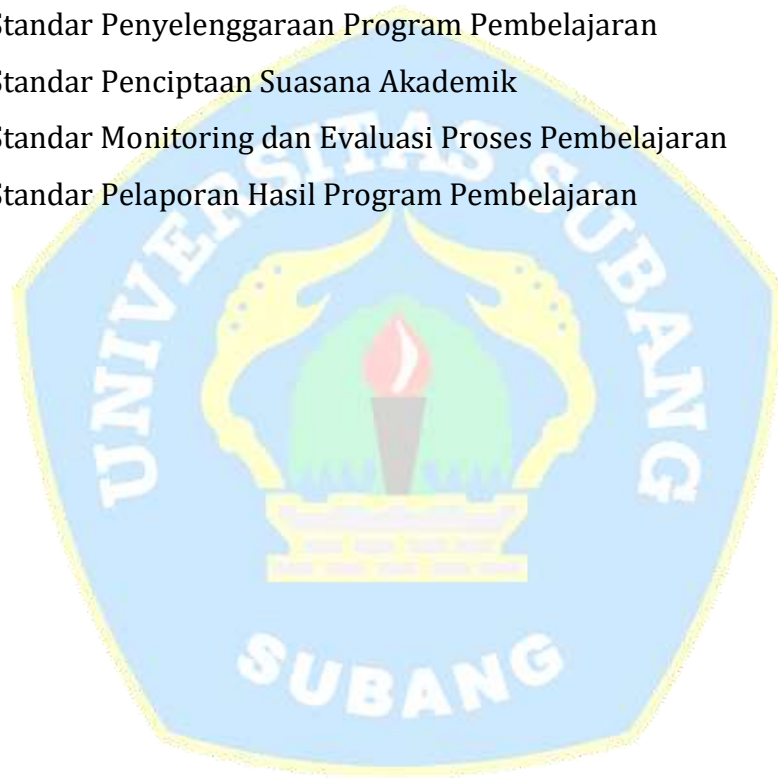 Standar Penyelenggaraan Program Pembelajaran
Standar Penciptaan Suasana Akademik
Standar Monitoring dan Evaluasi Proses Pembelajaran
Standar Pelaporan Hasil Program Pembelajaran
UNIVERSITAS SUBANG
SUBANG